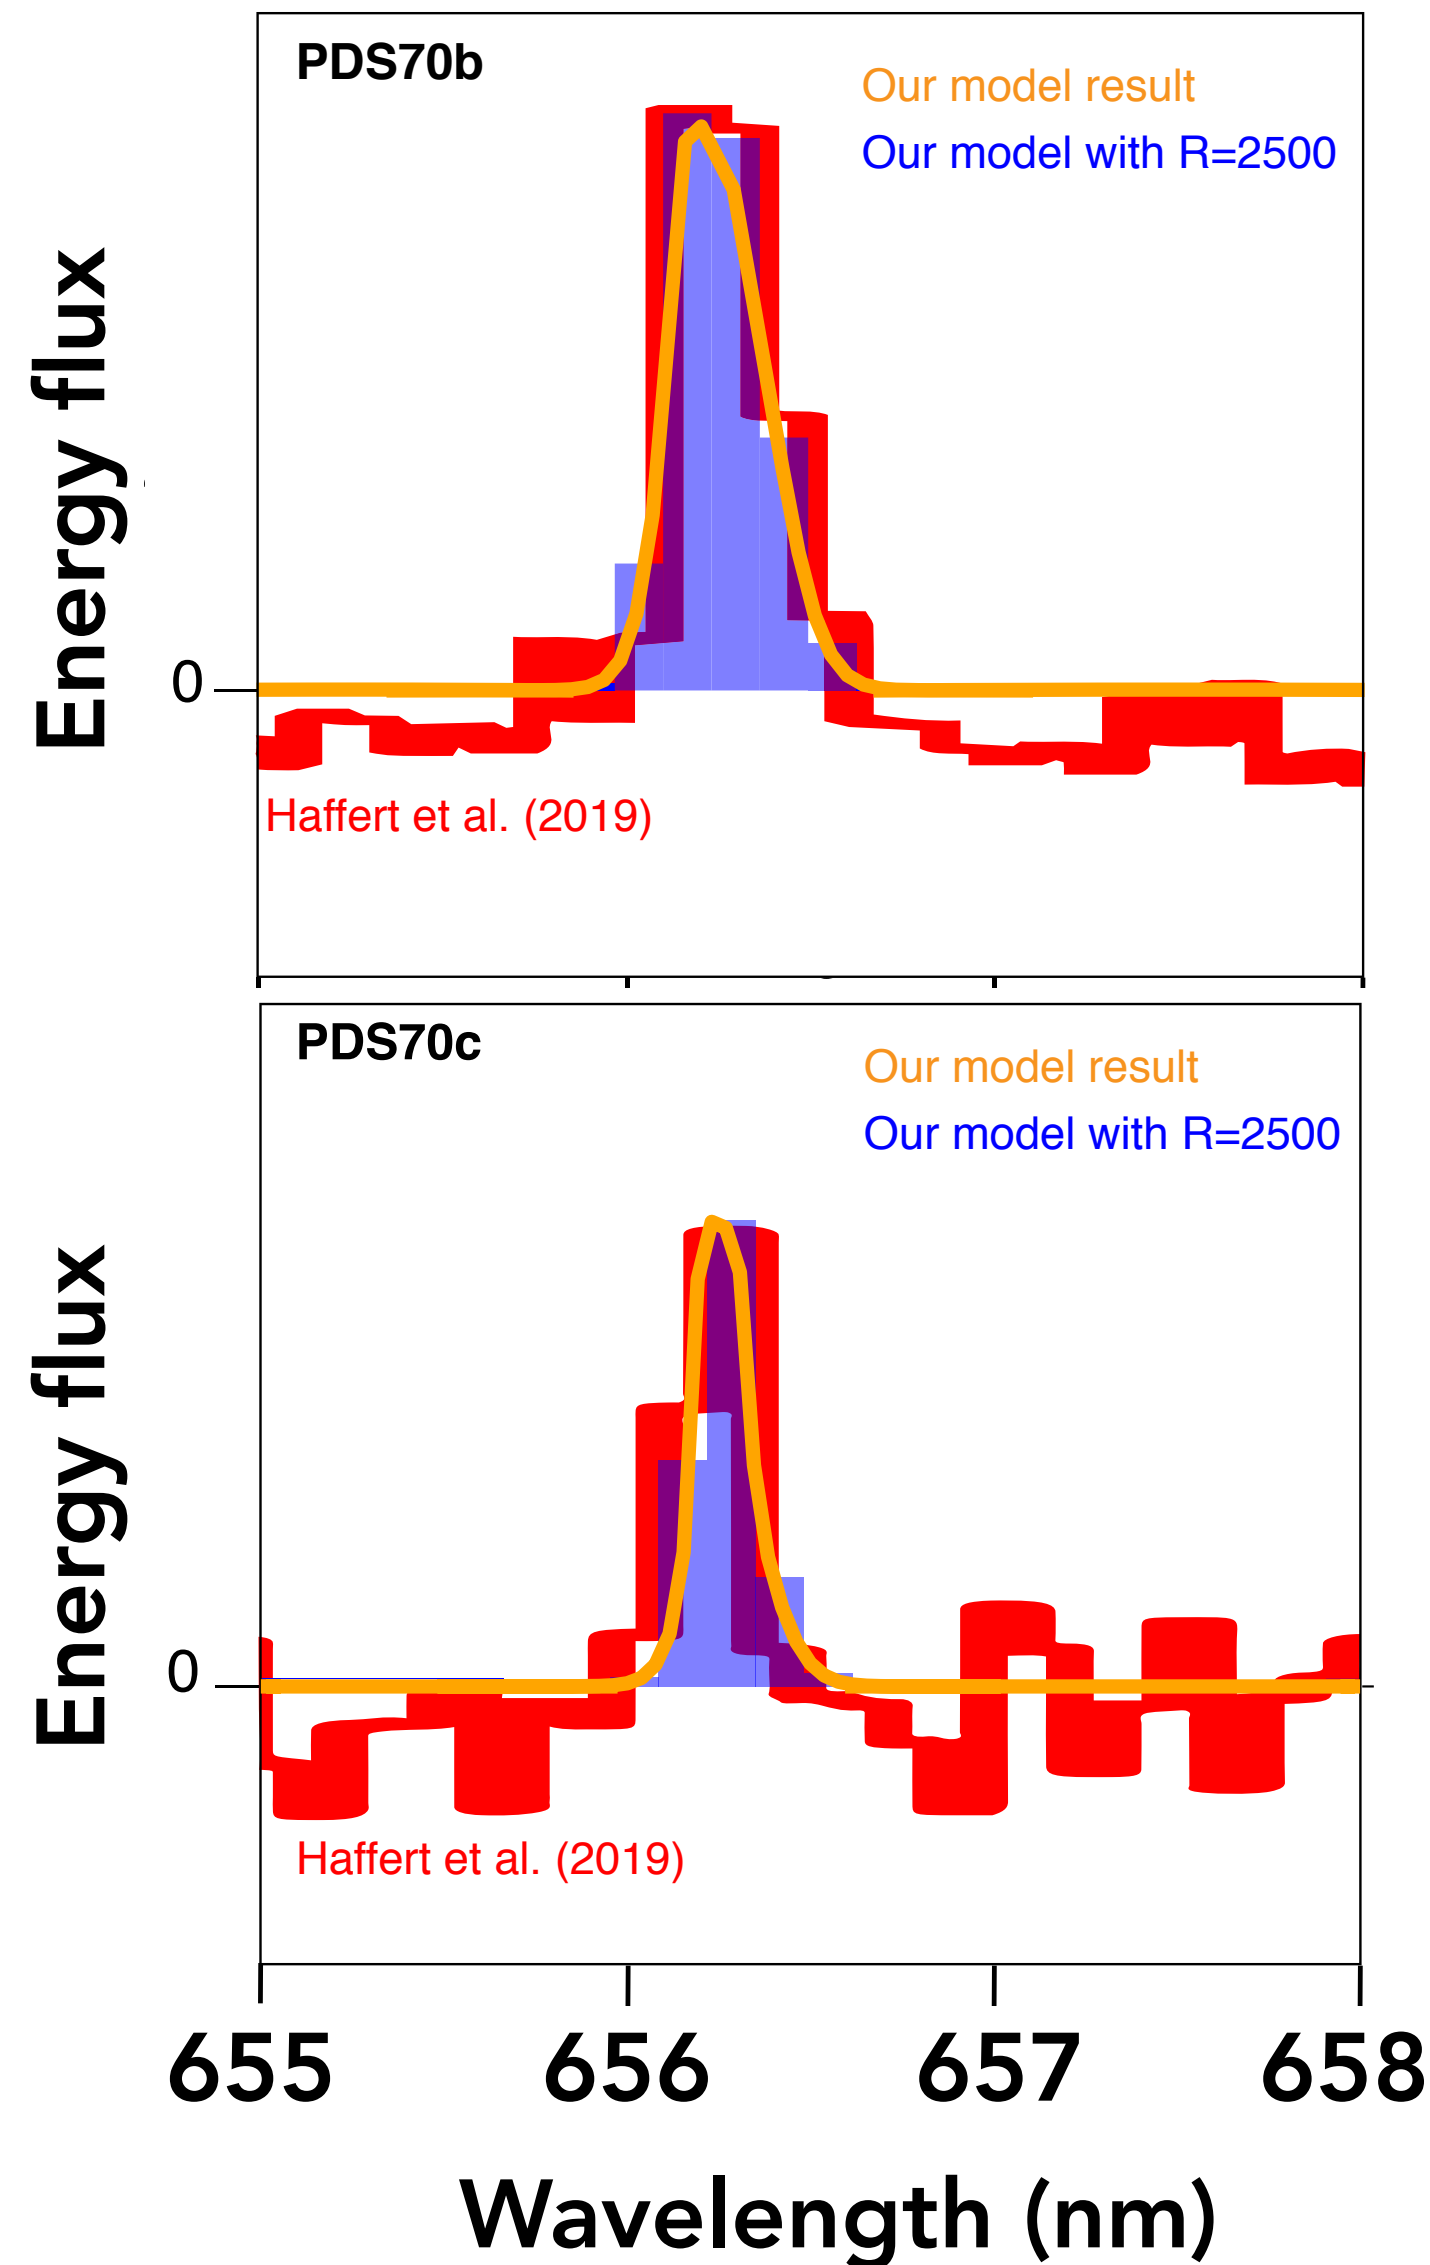 PDS70b
Our model result
Our model with R=2500
Energy flux
0
Haffert et al. (2019)
PDS70c
Our model result
Our model with R=2500
Energy flux
0
Haffert et al. (2019)
655 656 657 658
Wavelength (nm)